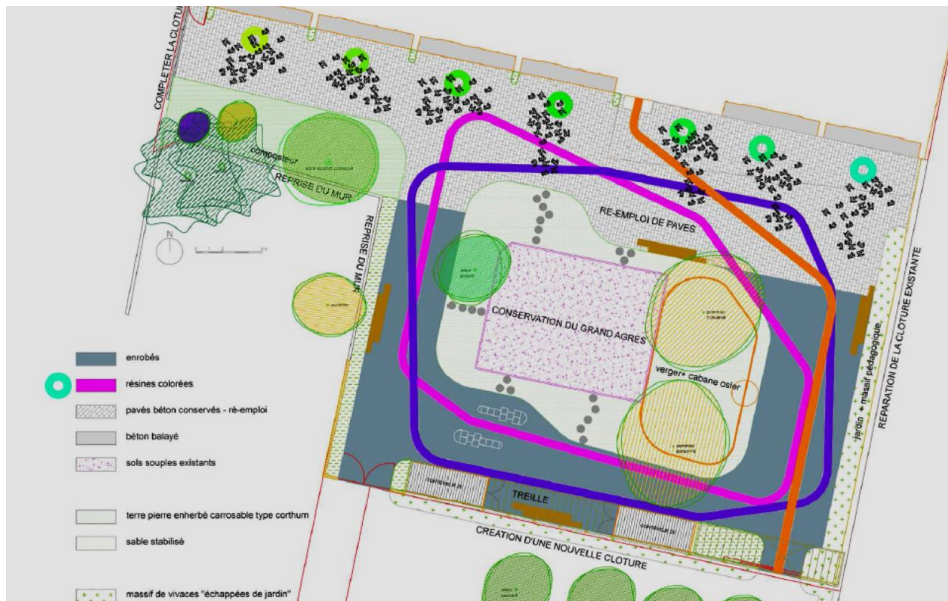 COMPLETER LA CLOTURE
composteur
REPRISE DU MUR
REPRISE DU MUR
RE-EMPLOI DE PAVES
CONSERVATION DU GRAND AGRES
verger+ cabane osier
jardin + massif pédagogique
REPARATION DE LA CLOTURE EXISTANTE
N
TREILLE
CREATION D'UNE NOUVELLE CLOTURE
enrobés
résines colorées
pavés béton conservés - ré-emploi
béton balayé
sols souples existants
terre pierre enherbé carrosable type corthum
sable stabilisé
massif de vivaces "échappées de jardin"